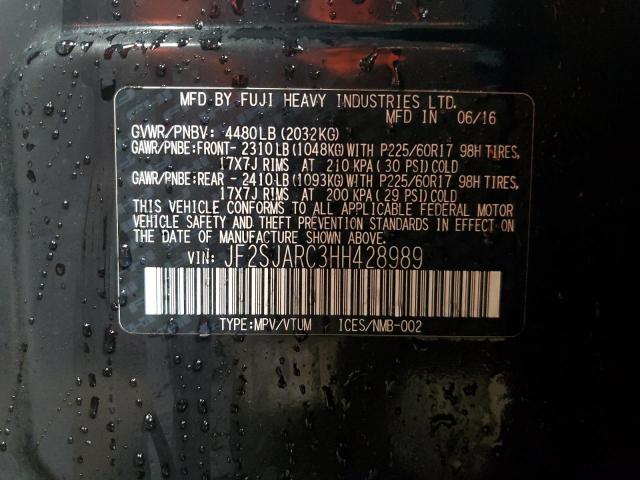 MFD BY FUJI HEAVY INDUSTRIES LTD.
MFD IN 06/16
GVWR/PNBV: 4480LB (2032KG)
GAWR/PNBE:FRONT- 2310LB (1048KG) WITH P225/60R17 98H TIRES,
17X7J RIMS AT 210 KPA (30 PSI) COLD
GAWR/PNBE:REAR - 2410LB (1093KG) WITH P225/60R17 98H TIRES,
17X7J RIMS AT 200 KPA (29 PSI) COLD
THIS VEHICLE CONFORMS TO ALL APPLICABLE FEDERAL MOTOR
VEHICLE SAFETY AND THEFT PREVENTION STANDARDS IN EFFECT ON
THE DATE OF MANUFACTURE SHOWN ABOVE.
VIN: JF2SJARC3HH428989
TYPE:MPV/VTUM ICES/NMB-002